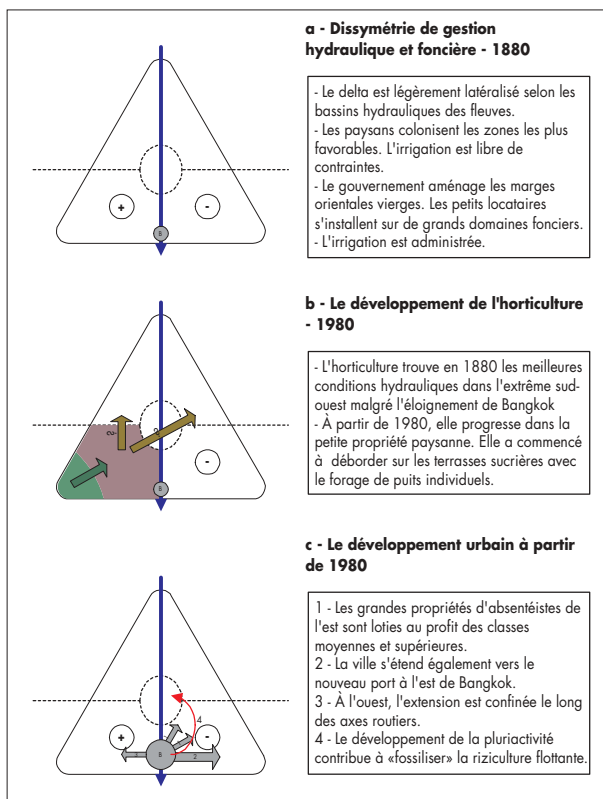 a - Dissymétrie de gestion
hydraulique et foncière - 1880
- Le delta est légèrement latéralisé selon les
bassins hydrauliques des fleuves.
- Les paysans colonisent les zones les plus
favorables. L'irrigation est libre de
contraintes.
- Le gouvernement aménage les marges
orientales vierges. Les petits locataires
s'installent sur de grands domaines fonciers.
- L'irrigation est administrée.
+
-
B
b - Le développement de l'horticulture
- 1980
- L'horticulture trouve en 1880 les meilleures
conditions hydrauliques dans l'extrême sud-
ouest malgré l'éloignement de Bangkok
- À partir de 1980, elle progresse dans la
petite propriété paysanne. Elle a commencé
à déborder sur les terrasses sucrières avec
le forage de puits individuels.
-
B
c - Le développement urbain à partir
de 1980
1 - Les grandes propriétés d'absentéistes de
l'est sont loties au profit des classes
moyennes et supérieures.
2 - La ville s'étend également vers le
nouveau port à l'est de Bangkok.
3 - À l'ouest, l'extension est confinée le long
des axes routiers.
4 - Le développement de la pluriactivité
contribue à «fossiliser» la riziculture flottante.
4
+
-
3
B
2